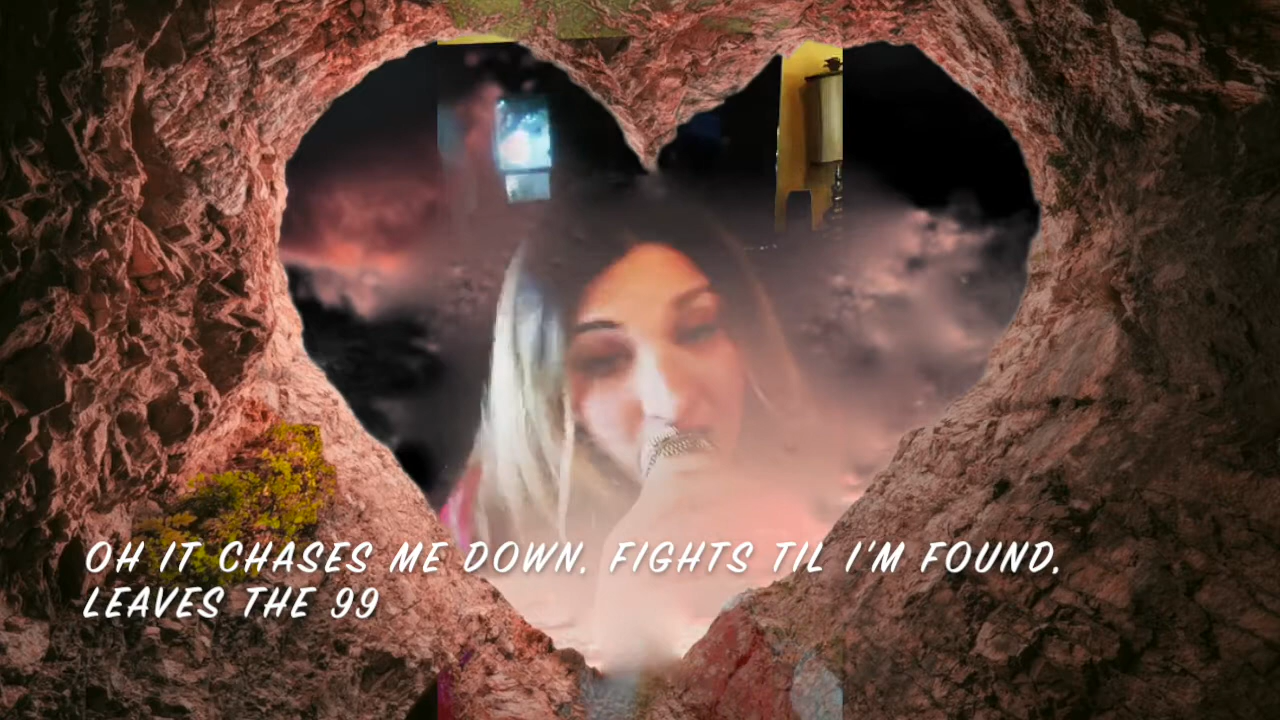 OH IT CHASES ME DOWN, FIGHTS TIL I'M FOUND,
LEAVES THE 99